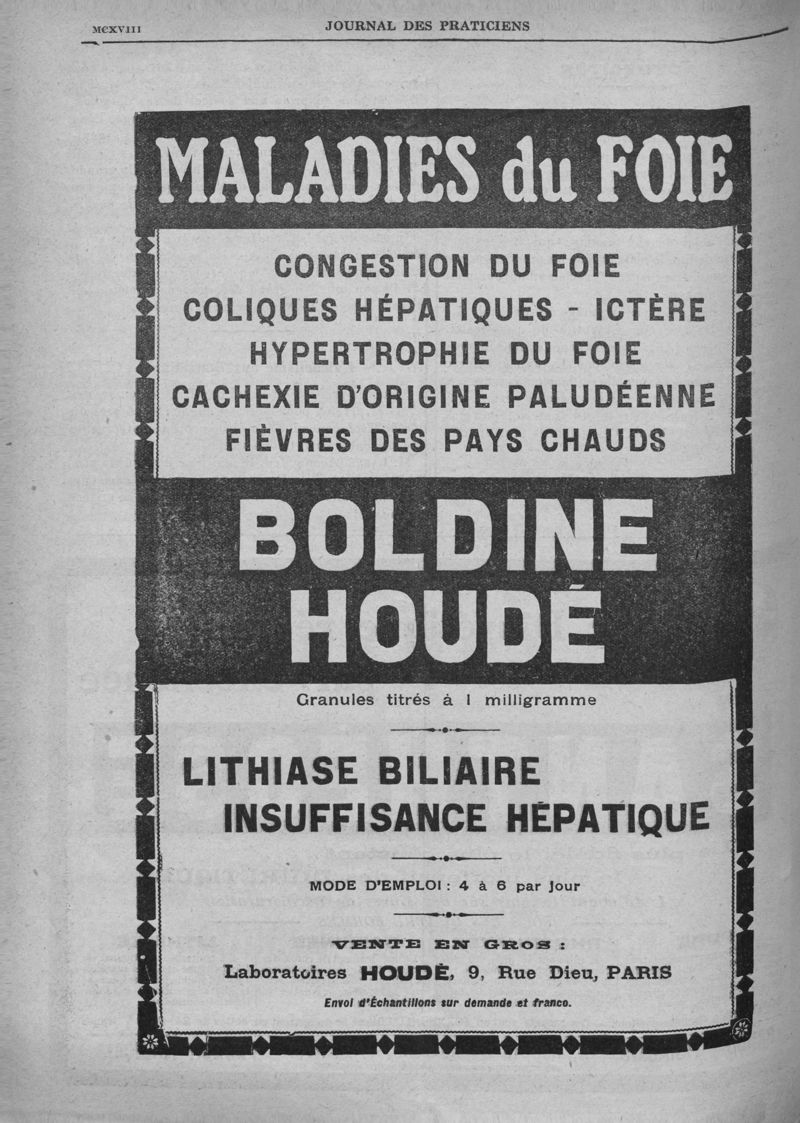 MCXVIII
JOURNAL DES PRATICIENS
MALADIES du FOIE
CONGESTION DU FOIE
COLIQUES HÉPATIQUES - ICTÈRE
HYPERTROPHIE DU FOIE
CACHEXIE D'ORIGINE PALUDÉENNE
FIÈVRES DES PAYS CHAUDS
BOLDINE
HOUDÉ
Granules titrés à 1 milligramme
LITHIASE BILIAIRE
INSUFFISANCE HÉPATIQUE
MODE D'EMPLOI : 4 à 6 par jour
VENTE EN GROS :
Laboratoires HOUDÈ, 9, Rue Dieu, PARIS
Envoi d'Échantillons sur demande et franco.